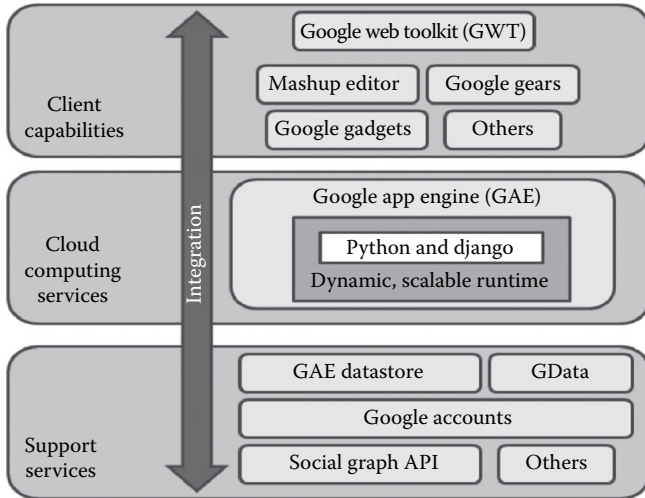 Google web toolkit (GWT)
Mashup editor
Google gears
Client
capabilities
Google gadgets
Others
Integration
Google app engine (GAE)
Cloud
computing
services
Python and django
Dynamic, scalable runtime
GAE datastore
GData
Google accounts
Support
services
Social graph API
Others